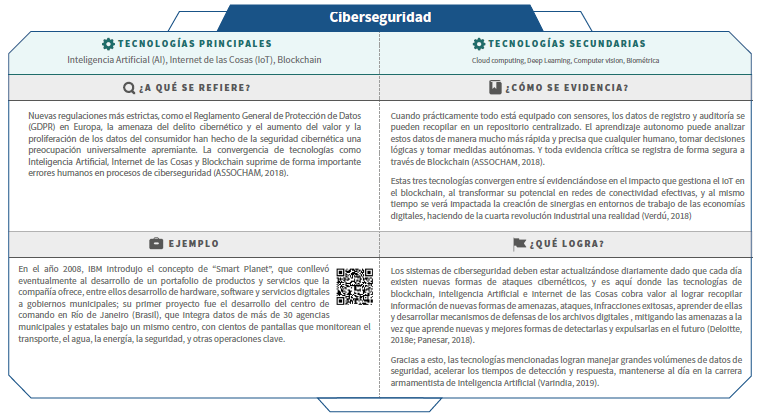 Ciberseguridad
TECNOLOGÍAS PRINCIPALES
Inteligencia Artificial (AI), Internet de las Cosas (IoT), Blockchain
TECNOLOGÍAS SECUNDARIAS
Cloud computing, Deep Learning, Computer vision, Biométrica
¿A QUÉ SE REFIERE?
Nuevas regulaciones más estrictas, como el Reglamento General de Protección de Datos
(GDPR) en Europa, la amenaza del delito cibernético y el aumento del valor y la
proliferación de los datos del consumidor han hecho de la seguridad cibernética una
preocupación universalmente apremiante. La convergencia de tecnologías como
Inteligencia Artificial, Internet de las Cosas y Blockchain suprime de forma importante
errores humanos en procesos de ciberseguridad (ASSOCHAM, 2018).
¿CÓMO SE EVIDENCIA?
Cuando prácticamente todo está equipado con sensores, los datos de registro y auditoría se
pueden recopilar en un repositorio centralizado. El aprendizaje autonomo puede analizar
estos datos de manera mucho más rápida y precisa que cualquier humano, tomar decisiones
lógicas y tomar medidas autónomas. Y toda evidencia crítica se registra de forma segura a
través de Blockchain (ASSOCHAM, 2018).
Estas tres tecnologías convergen entre sí evidenciándose en el impacto que gestiona el IoT en
el blockchain, al transformar su potencial en redes de conectividad efectivas, y al mismo
tiempo se verá impactada la creación de sinergias en entornos de trabajo de las economías
digitales, haciendo de la cuarta revolución industrial una realidad (Verdú, 2018)
EJEMPLO
En el año 2008, IBM introdujo el concepto de “Smart Planet”, que conllevó
eventualmente al desarrollo de un portafolio de productos y servicios que la
compañía ofrece, entre ellos desarrollo de hardware, software y servicios digitales
a gobiernos municipales; su primer proyecto fue el desarrollo del centro de
comando en Río de Janeiro (Brasil), que integra datos de más de 30 agencias
municipales y estatales bajo un mismo centro, con cientos de pantallas que monitorean el
transporte, el agua, la energía, la seguridad, y otras operaciones clave.
¿QUÉ LOGRA?
Los sistemas de ciberseguridad deben estar actualizándose diariamente dado que cada día
existen nuevas formas de ataques cibernéticos, y es aquí donde las tecnologías de
blockchain, inteligencia Artificial e Internet de las Cosas cobra valor al lograr recopilar
información de nuevas formas de amenazas, ataques, infracciones exitosas, aprender de ellas
y desarrollar mecanismos de defensas de los archivos digitales , mitigando las amenazas a la
vez que aprende nuevas y mejores formas de detectarlas y expulsarlas en el futuro (Deloitte,
2018e; Panesar, 2018).
Gracias a esto, las tecnologías mencionadas logran manejar grandes volúmenes de datos de
seguridad, acelerar los tiempos de detección y respuesta, mantenerse al día en la carrera
armamentista de Inteligencia Artificial (VarIndia, 2019).